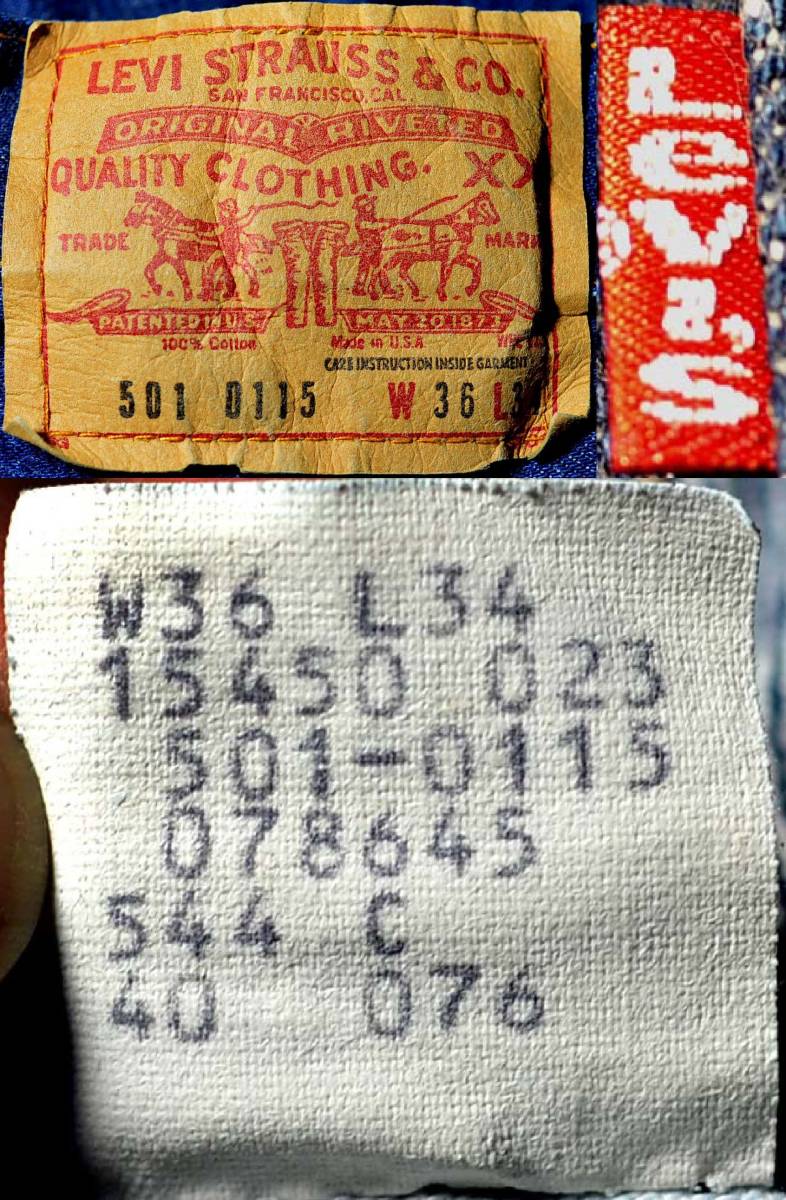 LEVI STRAUSS & CO.
SAN FRANCISCO, CAL
ORIGINAL RIVETED
QUALITY CLOTHING. XX
TRADE MARK
PATENTED IN U.S. MAY 20 1873
100% Cotton Made in U.S.A
CARE INSTRUCTION INSIDE GARMENT
501 0115 W 36 L34
LEVI'S
®
W36 L34
15450 023
501-0115
078645
544 C
40 076